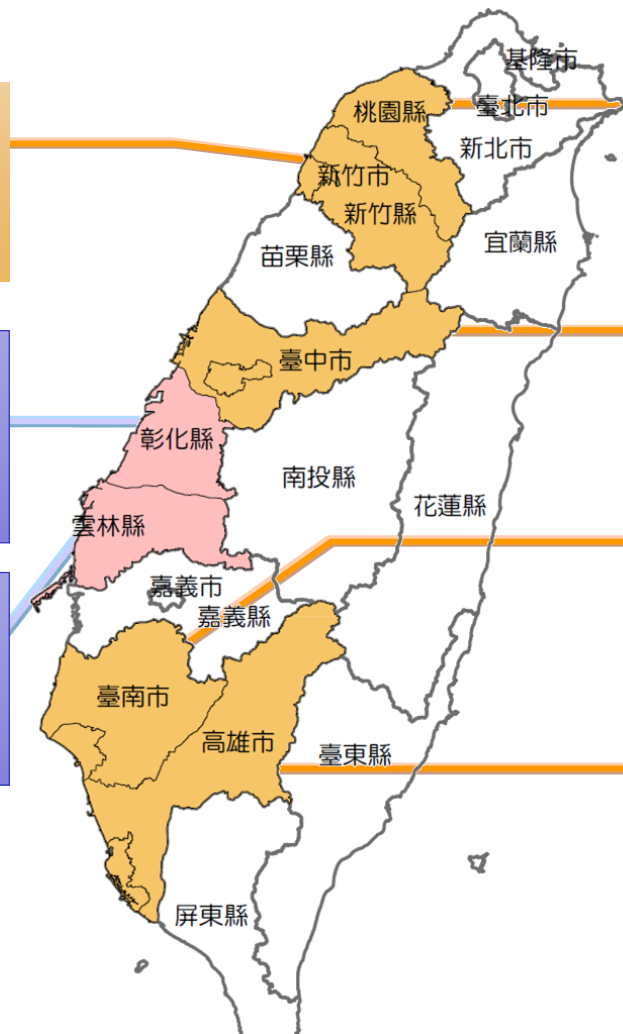 基隆市
桃園縣
臺北市
新北市
新竹市
新竹縣
宜蘭縣
苗栗縣
臺中市
彰化縣
南投縣
花蓮縣
雲林縣
嘉義市
嘉義縣
臺南市
高雄市
臺東縣
屏東縣